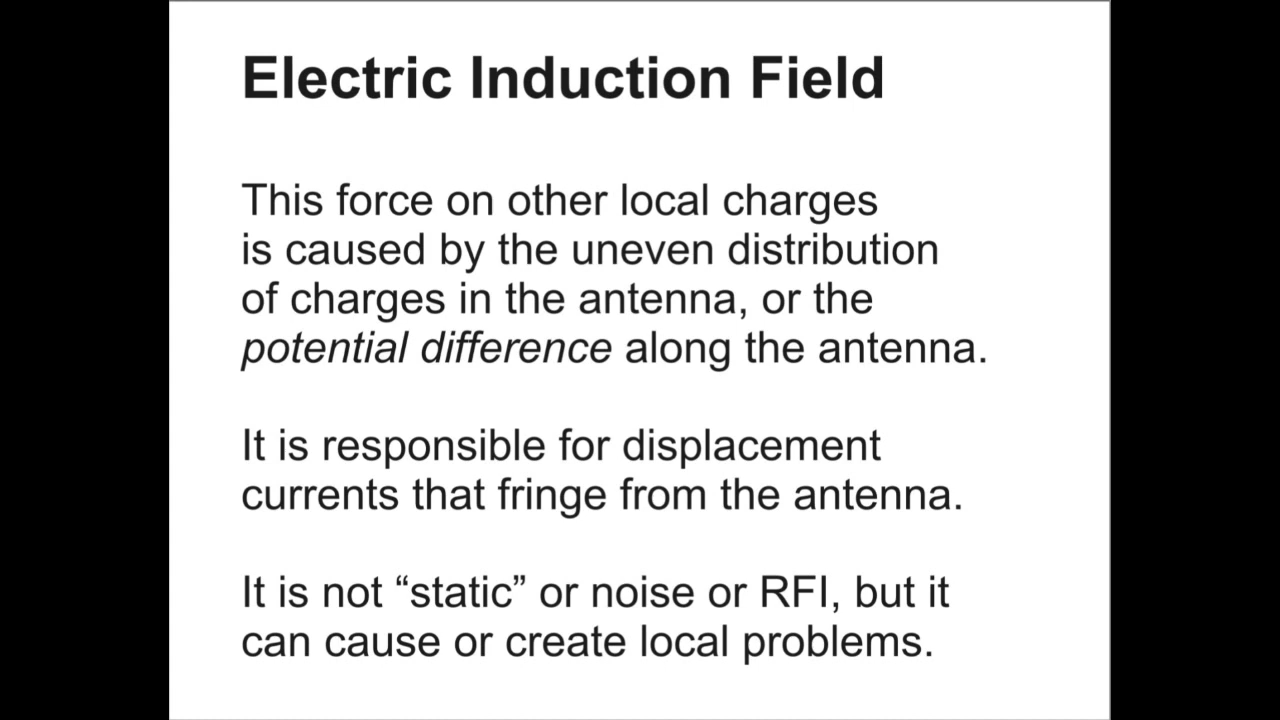 Electric Induction Field
This force on other local charges
is caused by the uneven distribution
of charges in the antenna, or the
potential difference along the antenna.
It is responsible for displacement
currents that fringe from the antenna.
It is not “static” or noise or RFI, but it
can cause or create local problems.